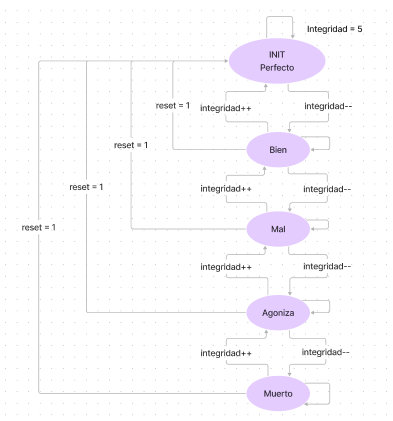 Integridad = 5
INIT
Perfecto
reset = 1
integridad++
integridad--
reset = 1
Bien
reset = 1
integridad++
integridad--
reset = 1
Mal
integridad++
integridad--
Agoniza
integridad++
integridad--
Muerto